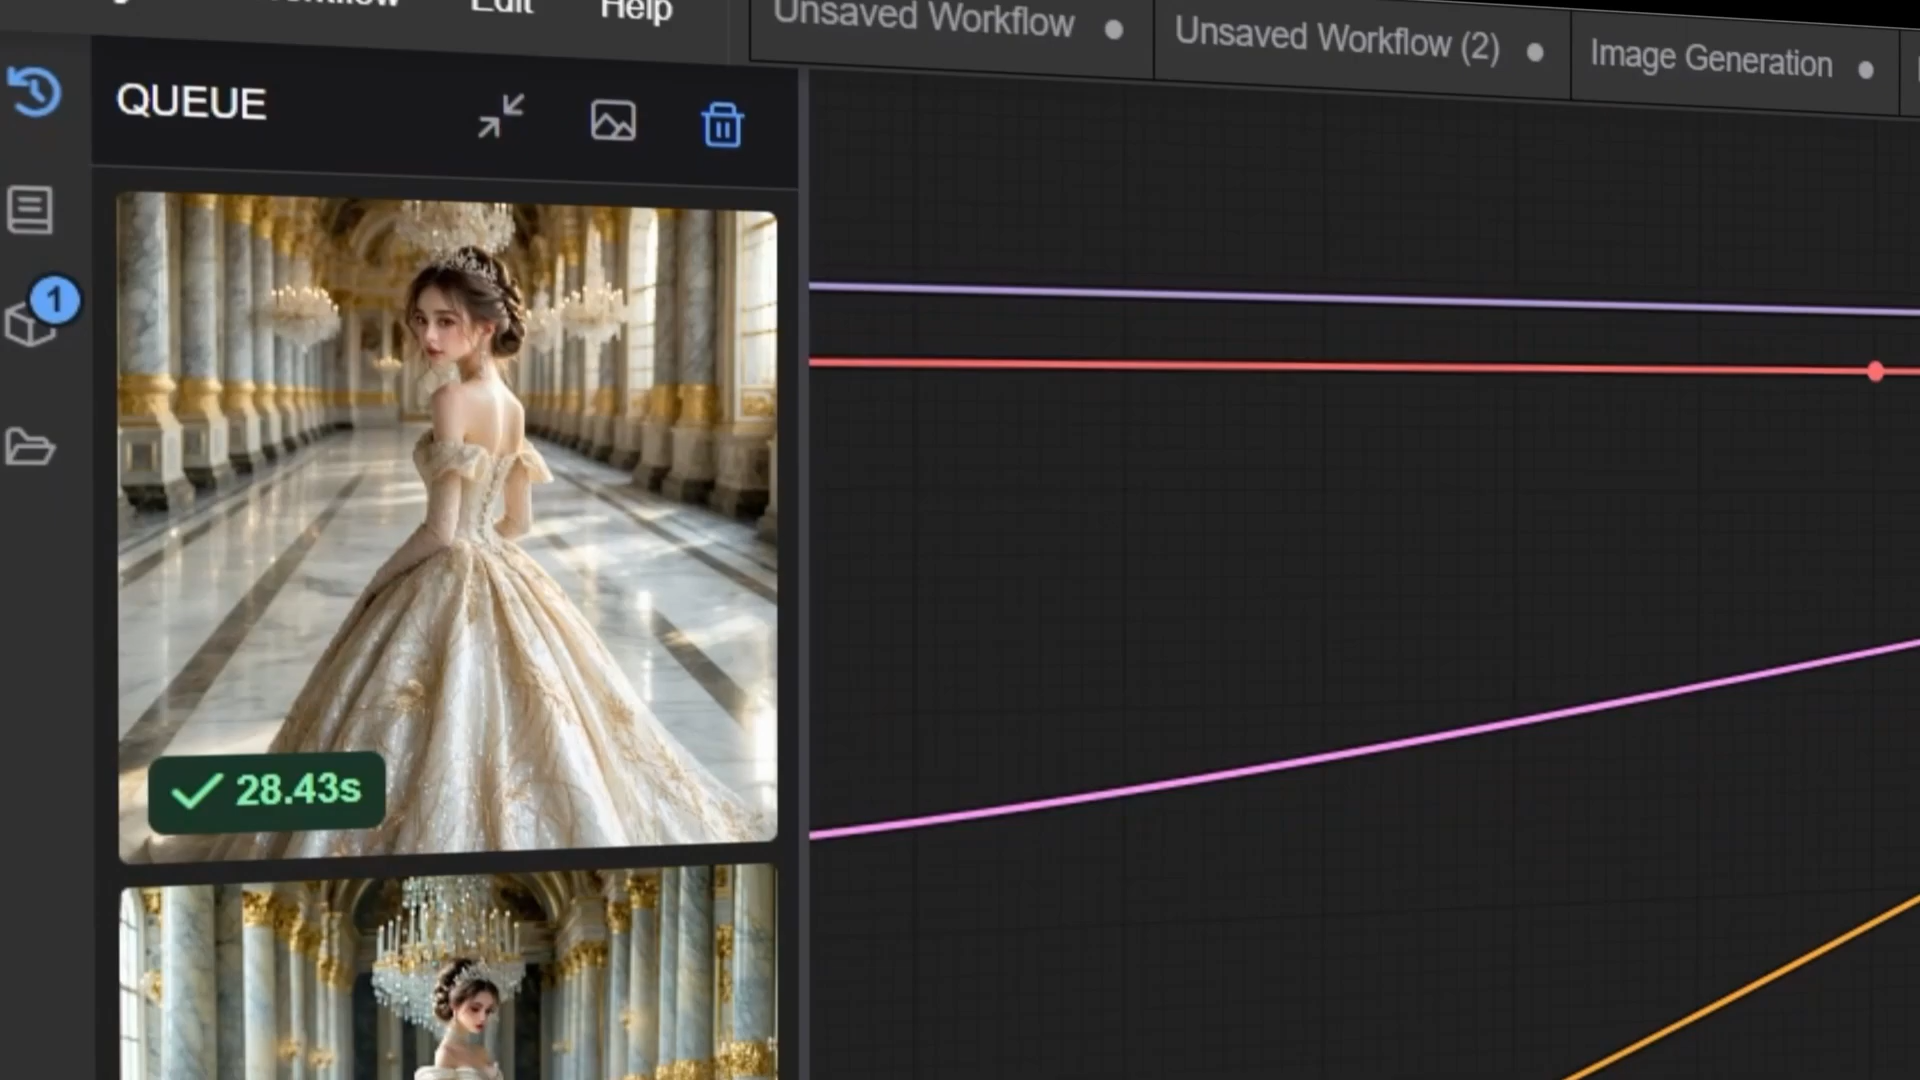 Edit
Help
Unsaved Workflow
Unsaved Workflow (2)
Image Generation
QUEUE
1
28.43s